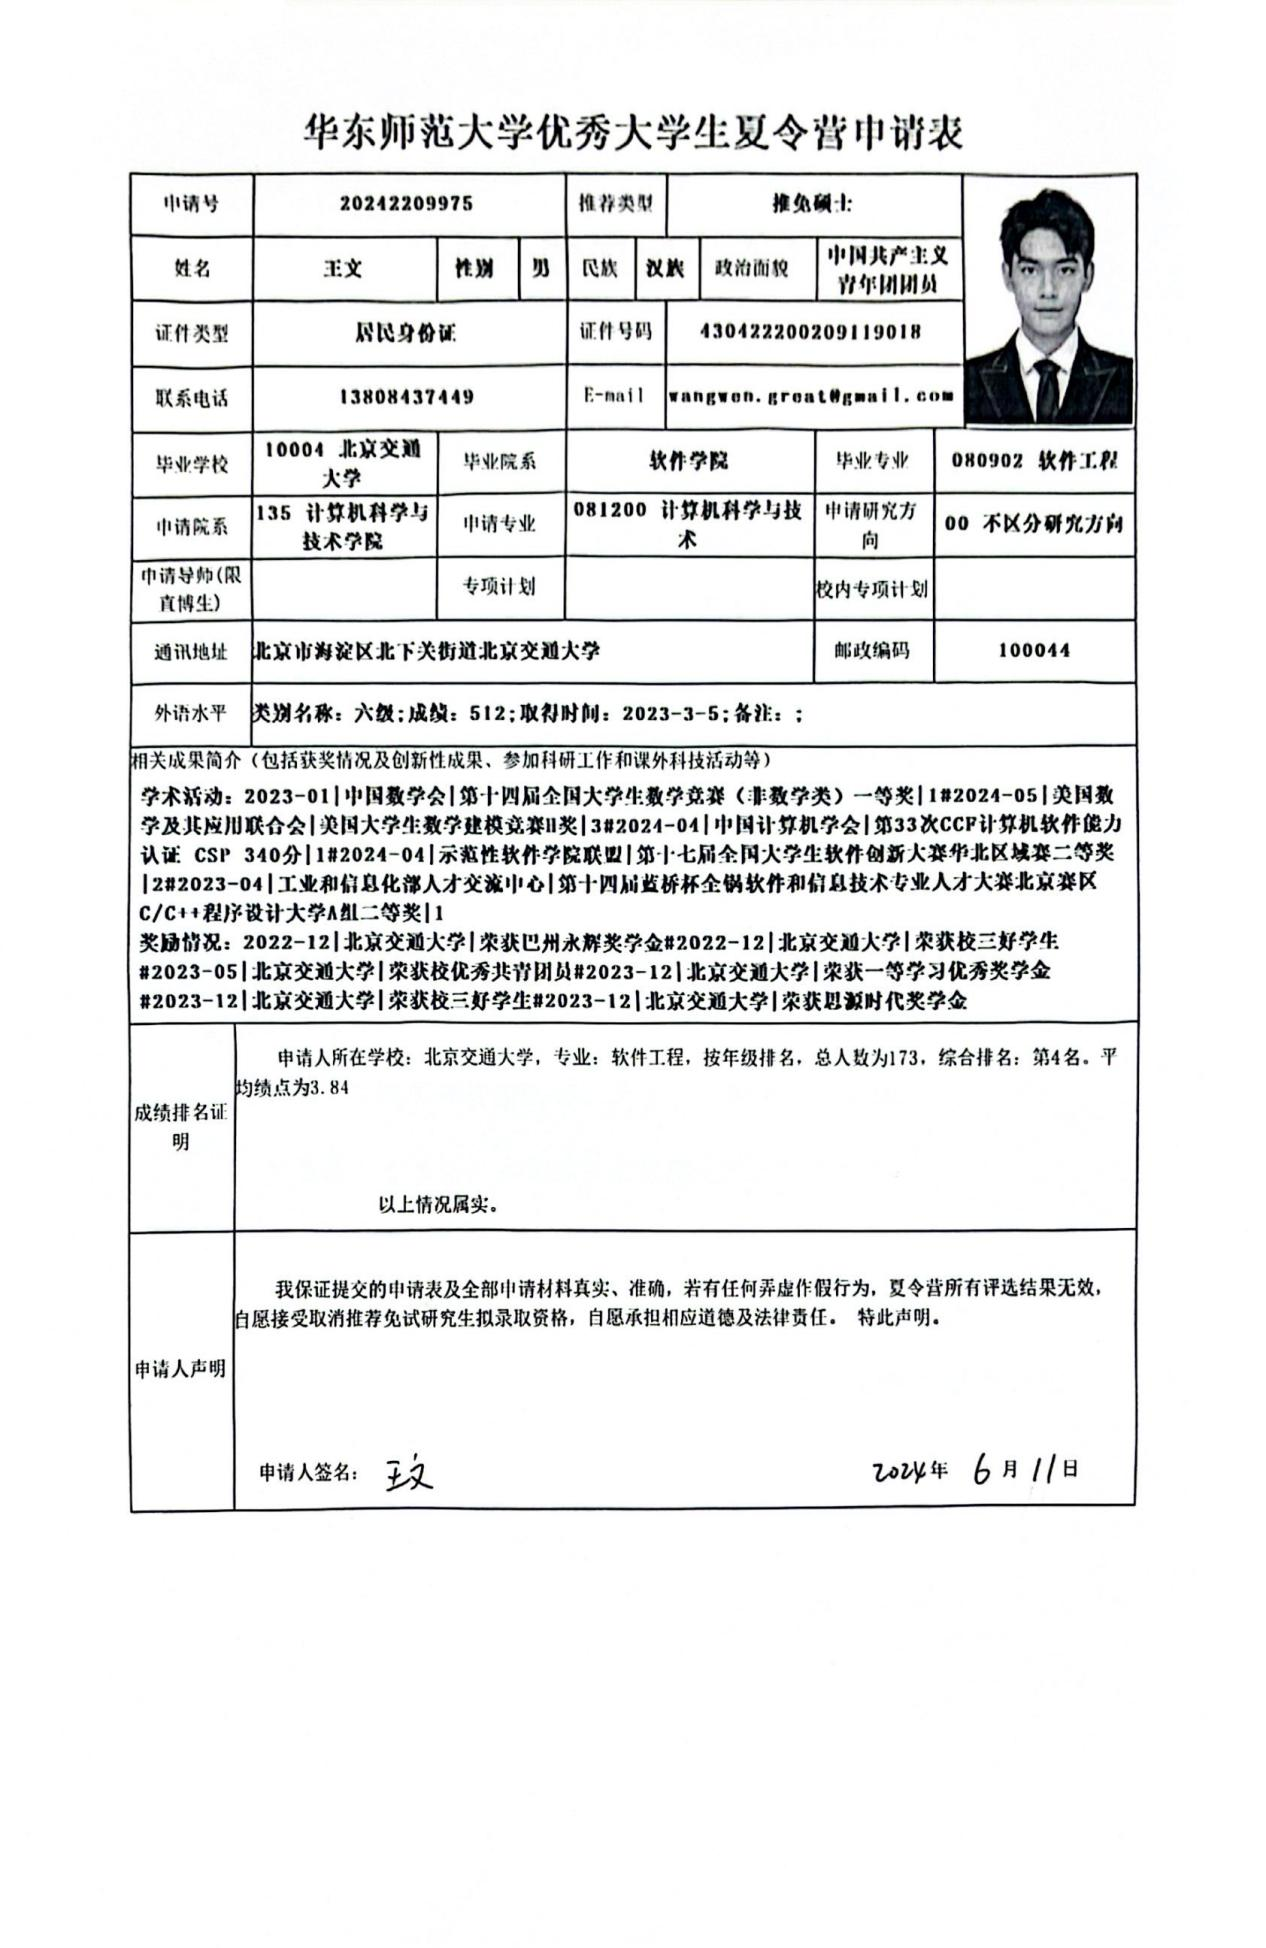 华东师范大学优秀大学生夏令营申请表
申请号 20242209975 推荐类型 推免硕士
姓名 王文 性别 男 民族 汉族 政治面貌 中国共产主义
青年团团员
证件类型 居民身份证 证件号码 430422200209119018
联系电话 13808437449 E-mail wangwen.great@gmail.com
毕业学校 10004 北京交通
大学 毕业院系 软件学院 毕业专业 080902 软件工程
申请院系 135 计算机科学与
技术学院 申请专业 081200 计算机科学与技
术 申请研究方
向 00 不区分研究方向
申请导师(限
直博生) 专项计划 校内专项计划
通讯地址 北京市海淀区北下关街道北京交通大学 邮政编码 100044
外语水平 类别名称：六级;成绩：512;取得时间：2023-3-5;备注：;
相关成果简介（包括获奖情况及创新性成果、参加科研工作和课外科技活动等）
学术活动：2023-01|中国数学会|第十四届全国大学生数学竞赛（非数学类）一等奖|1#2024-05|美国数
学及其应用联合会|美国大学生数学建模竞赛H奖|3#2024-04|中国计算机学会|第33次CCF计算机软件能力
认证 CSP 340分|1#2024-04|示范性软件学院联盟|第十七届全国大学生软件创新大赛华北区域赛二等奖
|2#2023-04|工业和信息化部人才交流中心|第十四届蓝桥杯全锅软件和信息技术专业人才大赛北京赛区
C/C++程序设计大学A组二等奖|1
奖励情况：2022-12|北京交通大学|荣获巴州永辉奖学金#2022-12|北京交通大学|荣获校三好学生
#2023-05|北京交通大学|荣获校优秀共青团员#2023-12|北京交通大学|荣获一等学习优秀奖学金
#2023-12|北京交通大学|荣获校三好学生#2023-12|北京交通大学|荣获思源时代奖学金
成绩排名证
明
申请人所在学校：北京交通大学，专业：软件工程，按年级排名，总人数为173，综合排名：第4名。平
均绩点为3.84
以上情况属实。
申请人声明
我保证提交的申请表及全部申请材料真实、准确，若有任何弄虚作假行为，夏令营所有评选结果无效，
自愿接受取消推荐免试研究生拟录取资格，自愿承担相应道德及法律责任。 特此声明。
申请人签名： 王文 2024年 6月11日